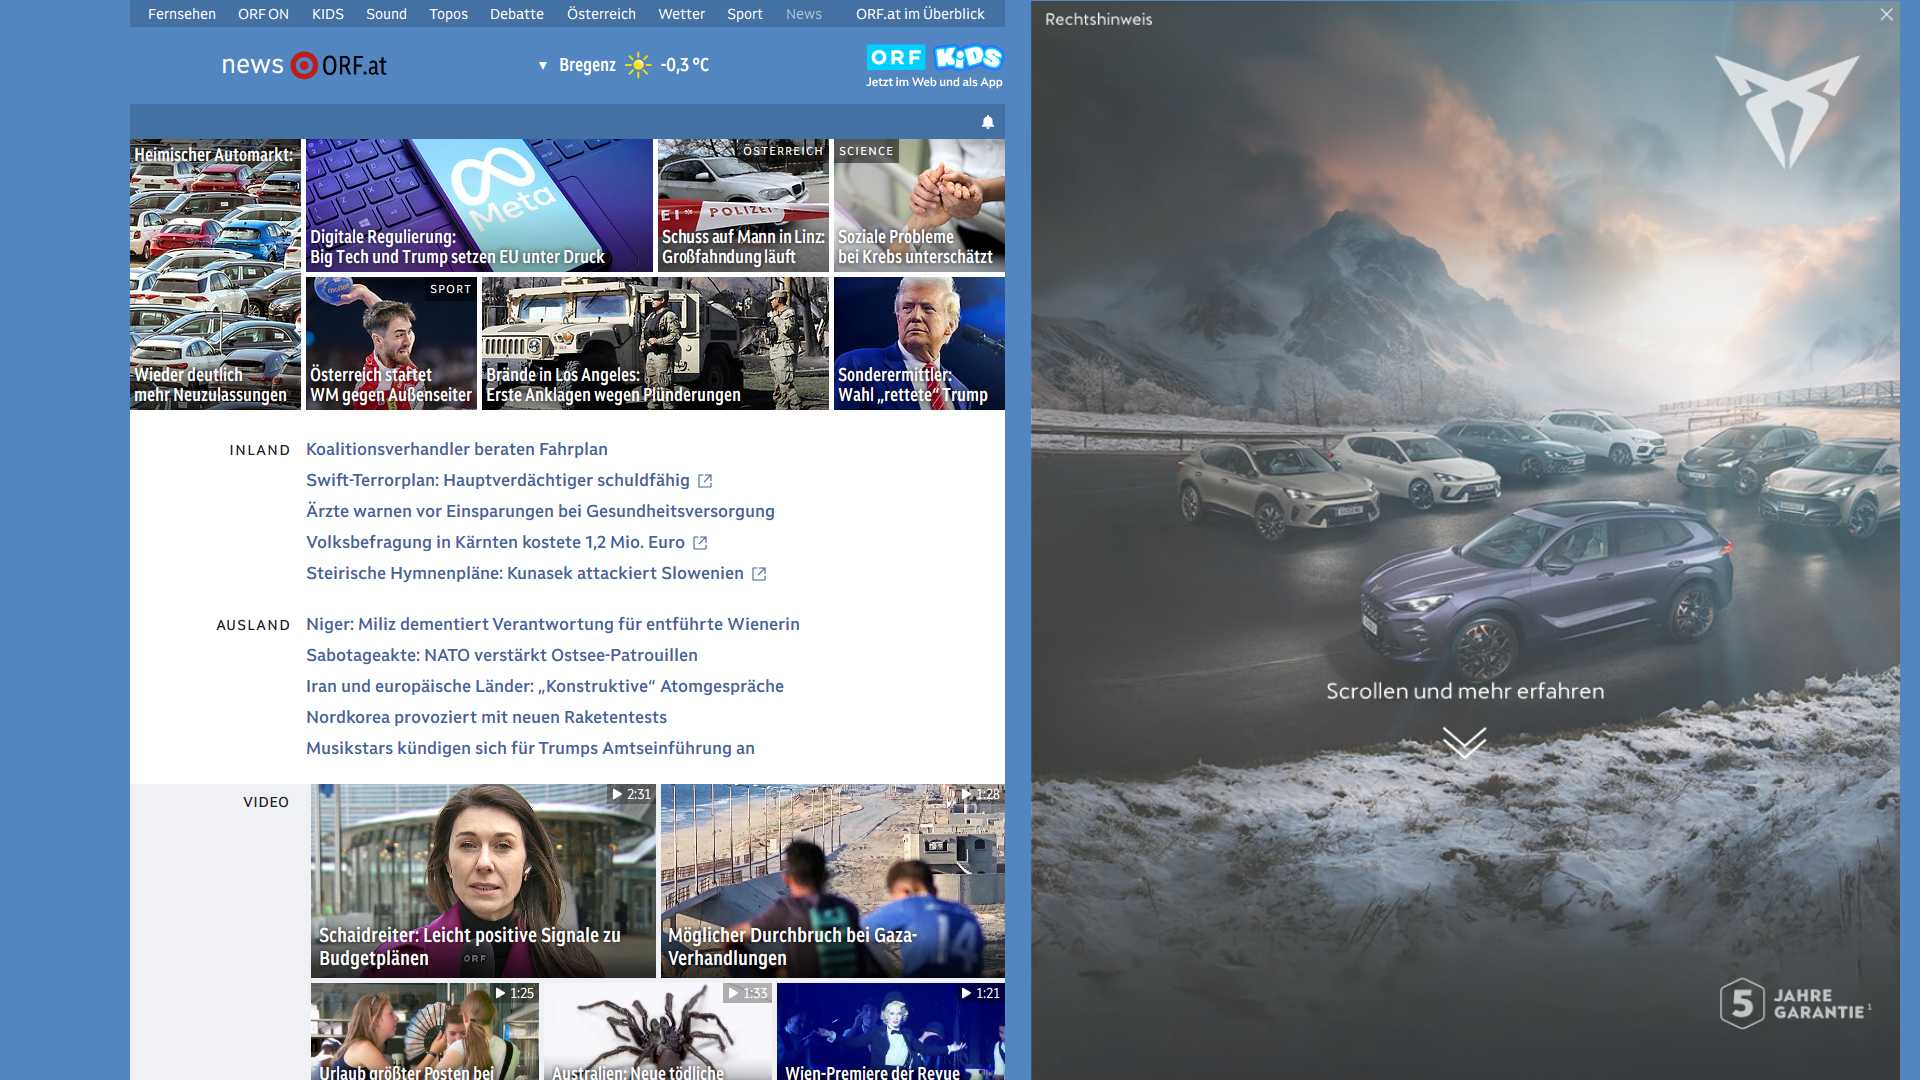 Fernsehen ORF ON KIDS Sound Topos Debatte Österreich Wetter Sport News ORF.at im Überblick
news ORF.at
▼ Bregenz -0,3 °C
ORF KiDS
Jetzt im Web und als App
Heimischer Automarkt:
Wieder deutlich
mehr Neuzulassungen
Meta
Digitale Regulierung:
Big Tech und Trump setzen EU unter Druck
ÖSTERREICH
POLIZEI
Schuss auf Mann in Linz:
Großfahndung läuft
SCIENCE
Soziale Probleme
bei Krebs unterschätzt
SPORT
molten
Österreich startet
WM gegen Außenseiter
Brände in Los Angeles:
Erste Anklagen wegen Plünderungen
Sonderermittler:
Wahl „rettete“ Trump
INLAND
Koalitionsverhandler beraten Fahrplan
Swift-Terrorplan: Hauptverdächtiger schuldfähig
Ärzte warnen vor Einsparungen bei Gesundheitsversorgung
Volksbefragung in Kärnten kostete 1,2 Mio. Euro
Steirische Hymnenpläne: Kunasek attackiert Slowenien
AUSLAND
Niger: Miliz dementiert Verantwortung für entführte Wienerin
Sabotageakte: NATO verstärkt Ostsee-Patrouillen
Iran und europäische Länder: „Konstruktive“ Atomgespräche
Nordkorea provoziert mit neuen Raketentests
Musikstars kündigen sich für Trumps Amtseinführung an
VIDEO
2:31
Schaidreiter: Leicht positive Signale zu
Budgetplänen
ORF
1:28
14
Möglicher Durchbruch bei Gaza-
Verhandlungen
1:25
Urlaub größter Posten bei
1:33
Australien: Neue tödliche
1:21
Wien-Premiere der Revue
Rechtshinweis
Scrollen und mehr erfahren
5 JAHRE
GARANTIE¹